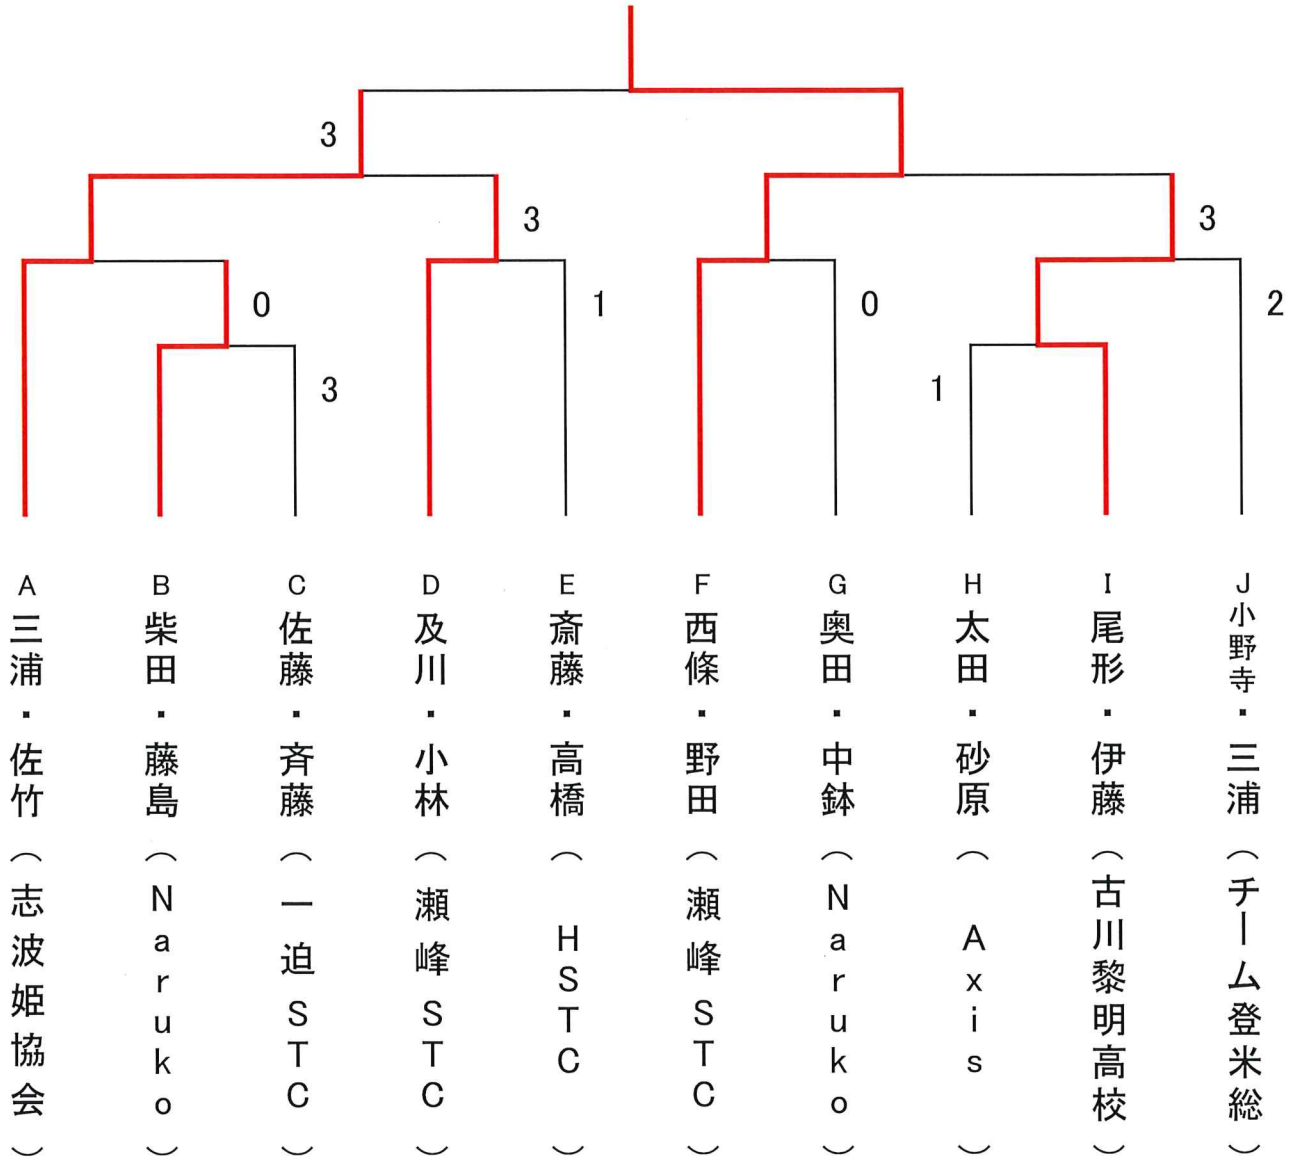 3
3
3
0
1
0
2
3
1
A 三浦・佐竹（志波姫協会）
B 柴田・藤島（Naruko）
C 佐藤・斉藤（一迫STC）
D 及川・小林（瀬峰STC）
E 斎藤・高橋（HSTC）
F 西條・野田（瀬峰STC）
G 奥田・中鉢（Naruko）
H 太田・砂原（Axis）
I 尾形・伊藤（古川黎明高校）
J 小野寺・三浦（チーム登米総）